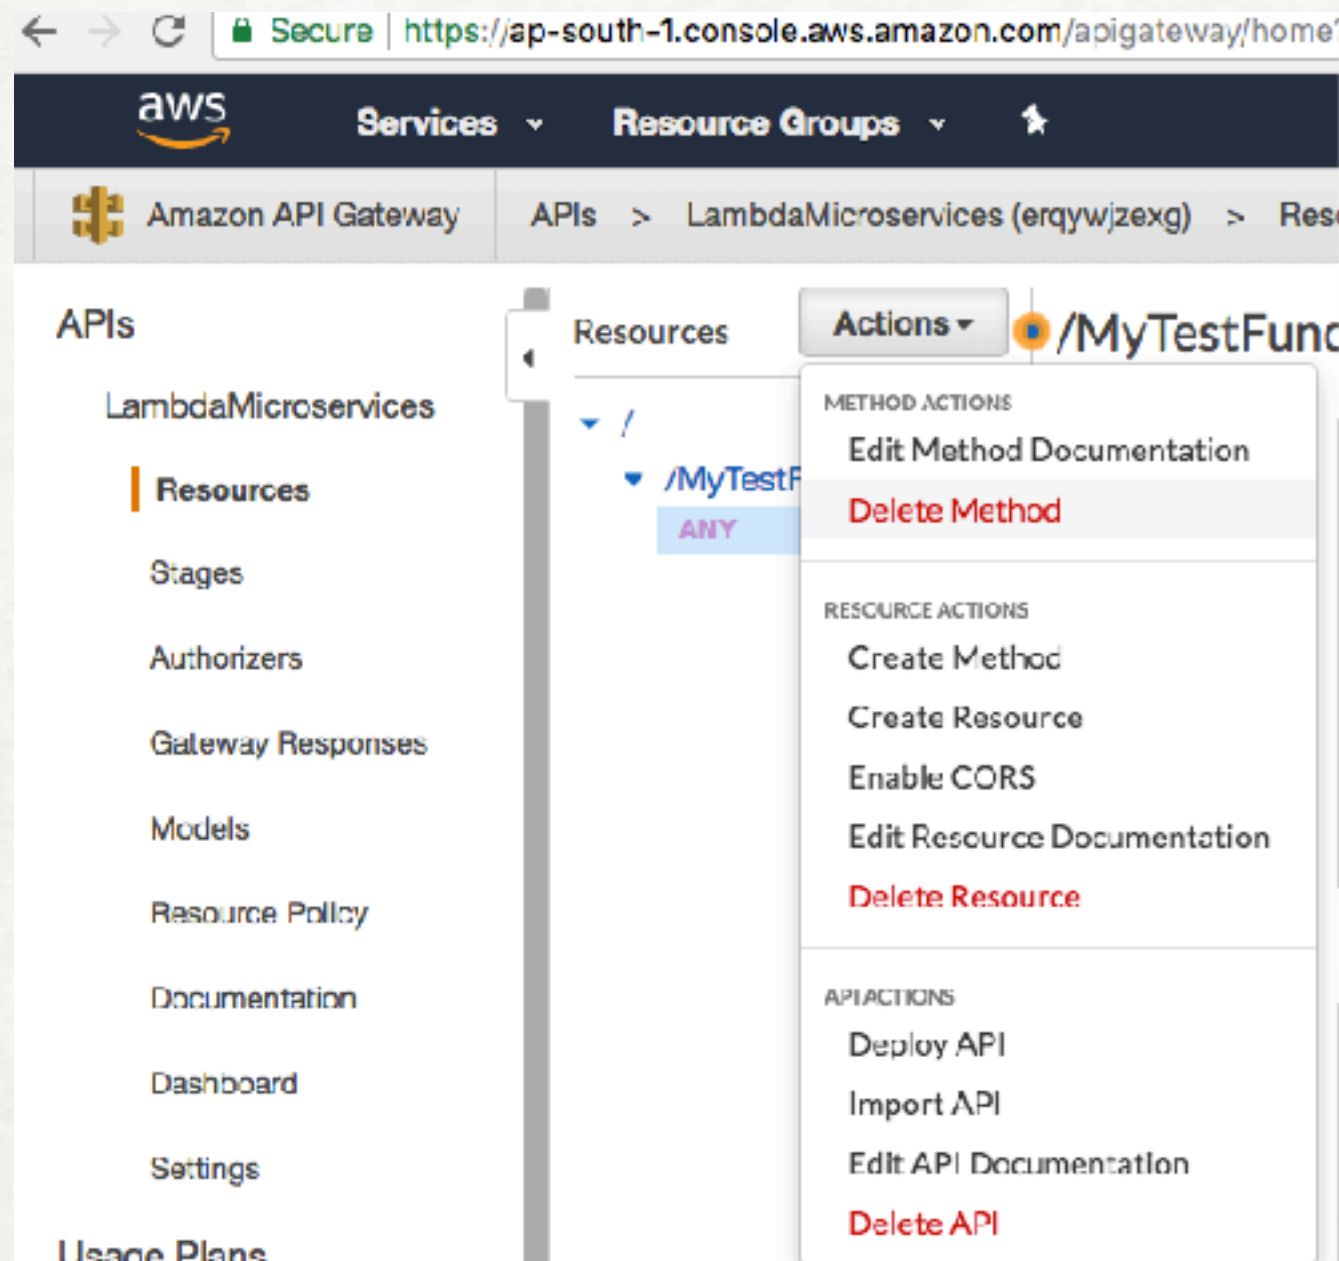 Secure https://ap-south-1.console.aws.amazon.com/apigateway/home?
aws Services Resource Groups
Amazon API Gateway APIs > LambdaMicroservices (erqywjzexg) > Reso
APIs
LambdaMicroservices
Resources
Stages
Authorizers
Gateway Responses
Models
Resource Policy
Documentation
Dashboard
Settings
Usage Plans
Resources
/
/MyTestF
ANY
Actions
/MyTestFunc
METHOD ACTIONS
Edit Method Documentation
Delete Method
RESOURCE ACTIONS
Create Method
Create Resource
Enable CORS
Edit Resource Documentation
Delete Resource
API ACTIONS
Deploy API
Import API
Edit API Documentation
Delete API